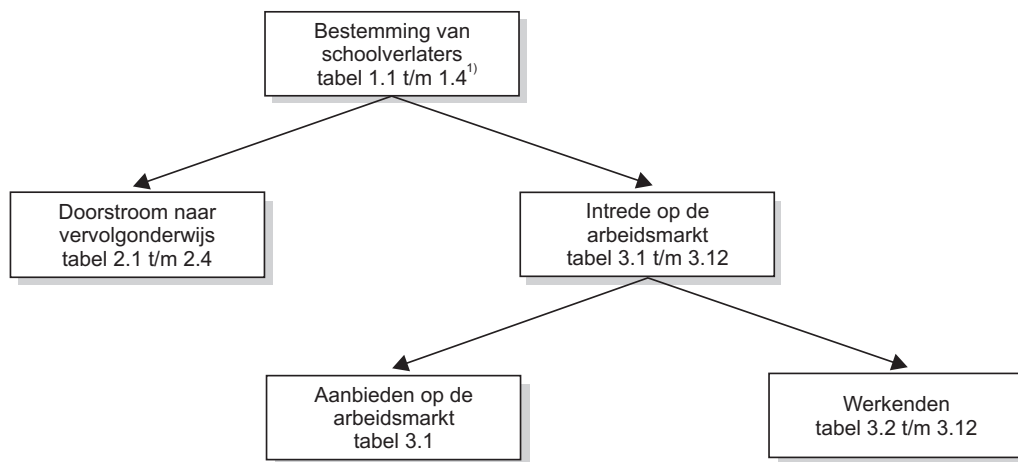 Bestemming van
schoolverlaters
tabel 1.1 t/m 1.4¹⁾
Doorstroom naar
vervolgonderwijs
tabel 2.1 t/m 2.4
Intrede op de
arbeidsmarkt
tabel 3.1 t/m 3.12
Aanbieden op de
arbeidsmarkt
tabel 3.1
Werkenden
tabel 3.2 t/m 3.12